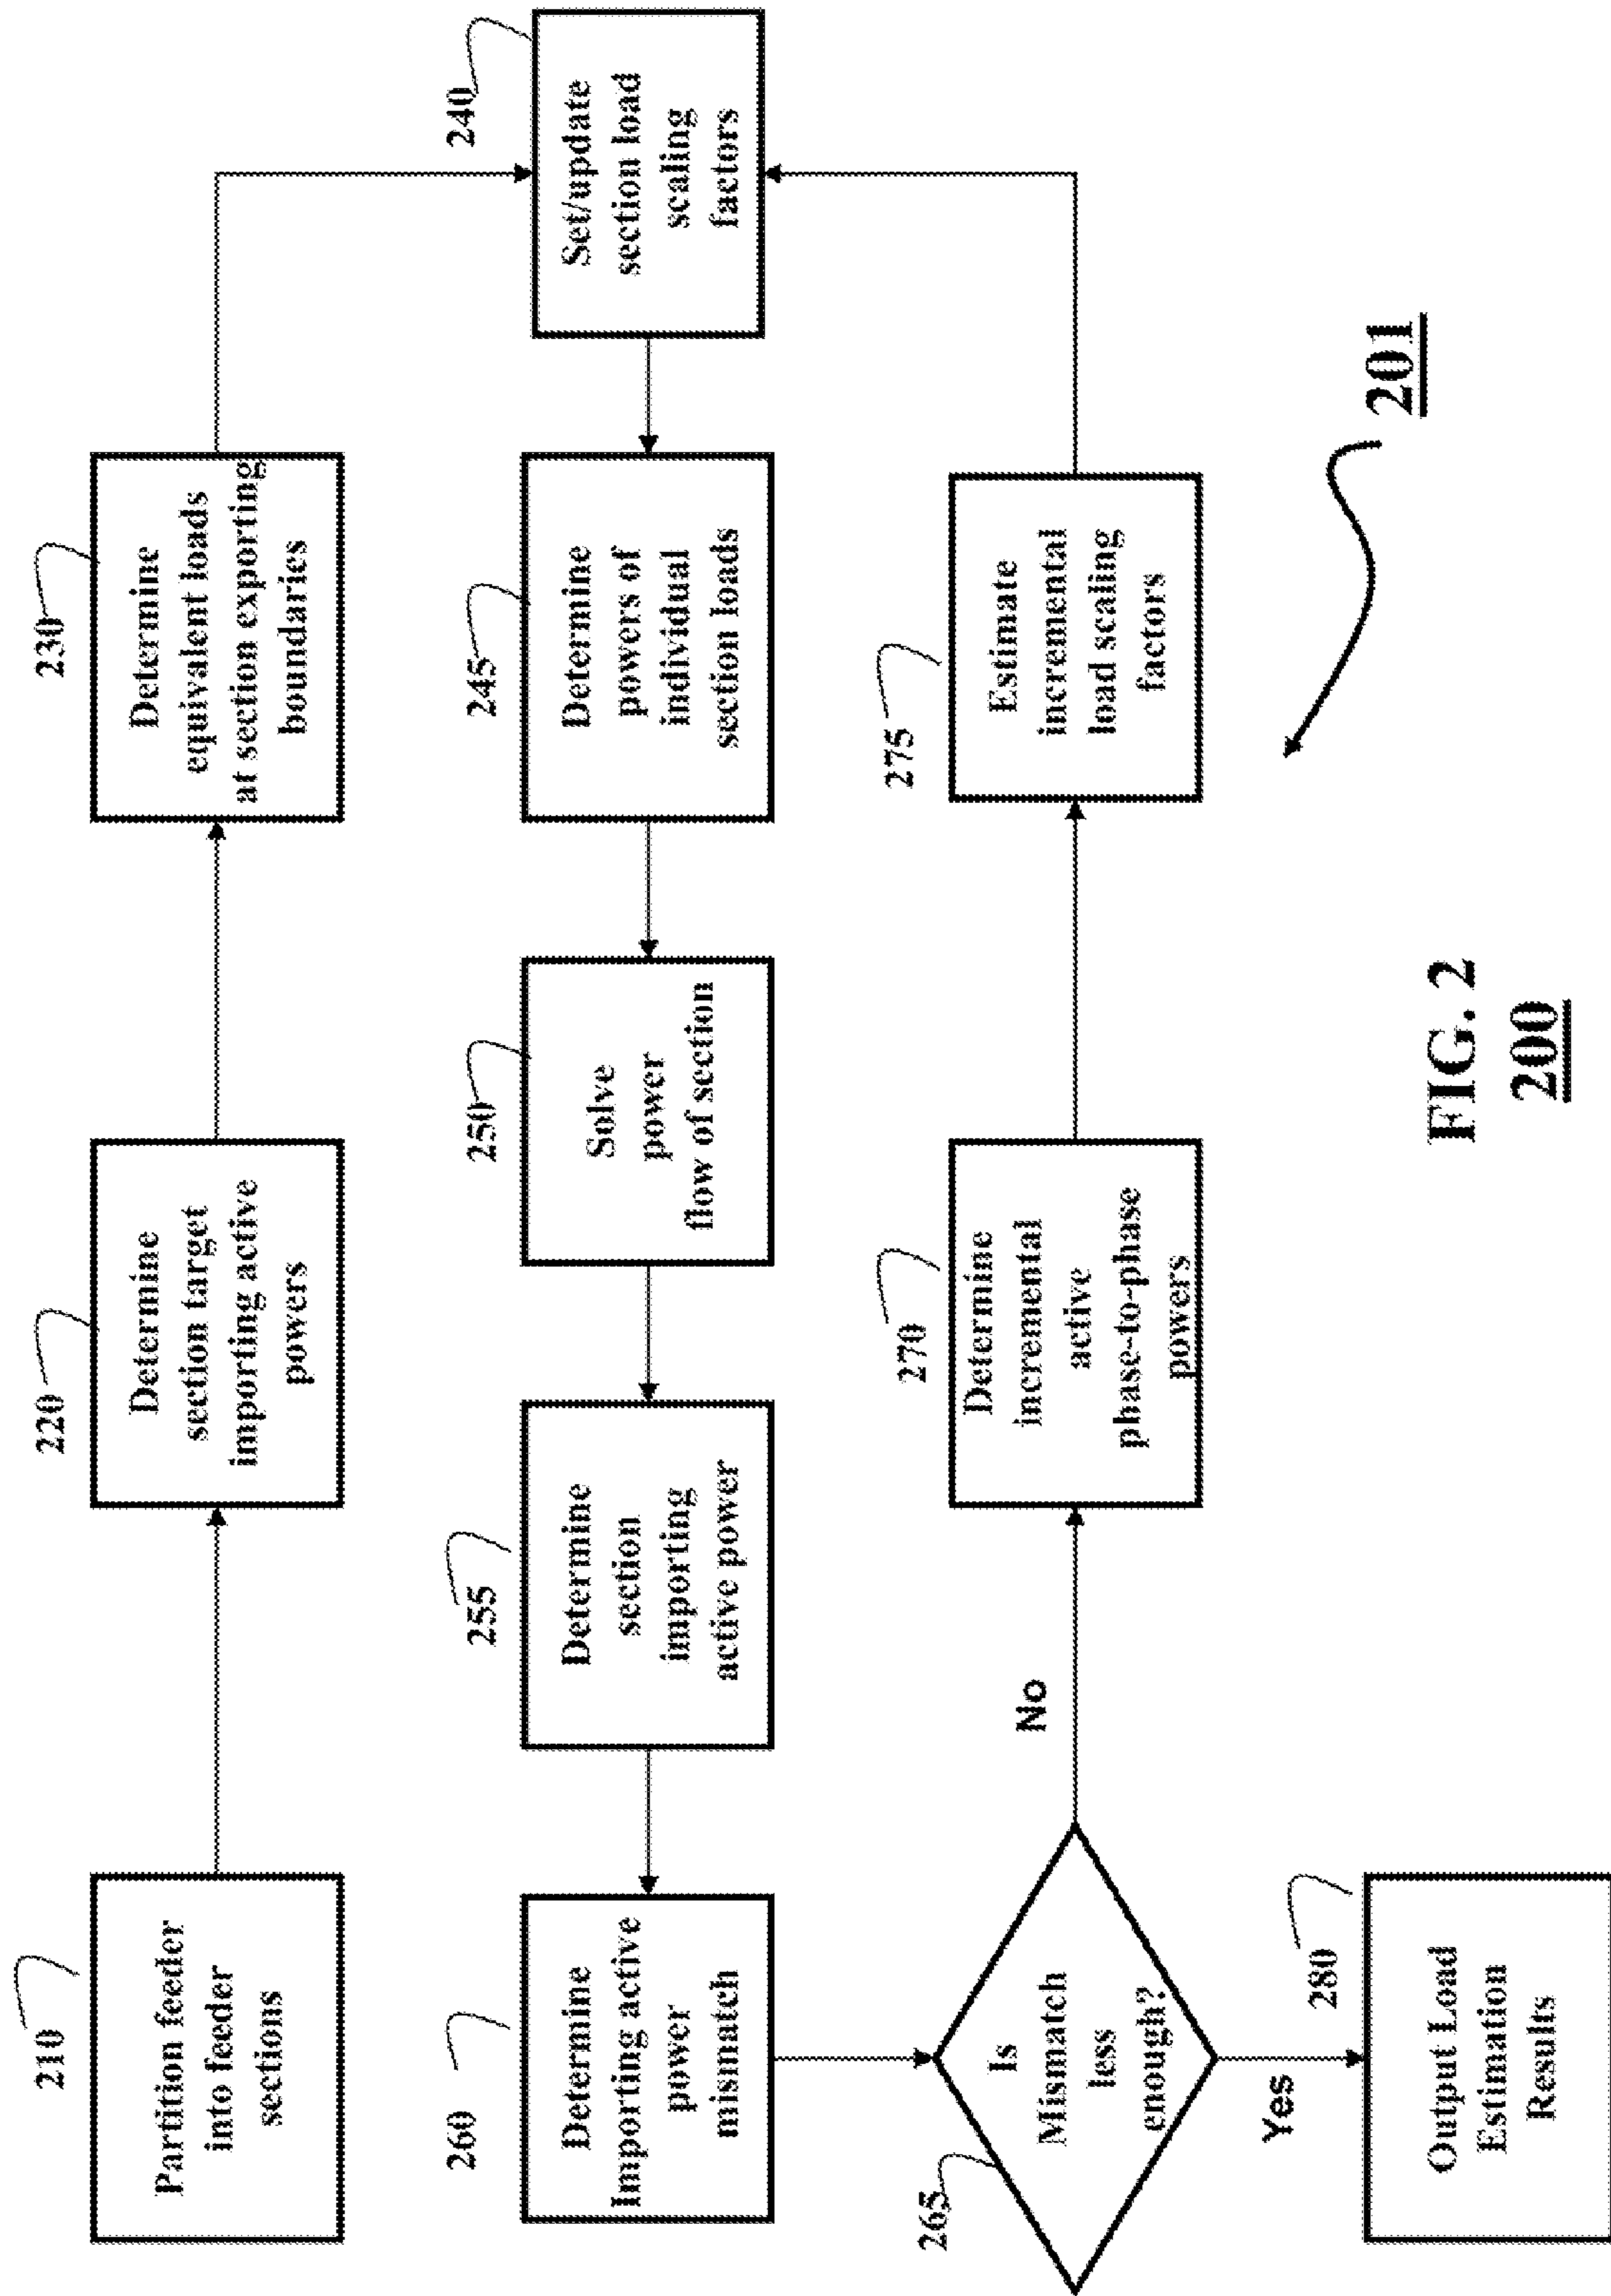 210
Partition feeder
into feeder
sections
220
Determine
section target
importing active
powers
230
Determine
equivalent loads
at section exporting
boundaries
240
Set/update
section load
scaling
factors
245
Determine
powers of
individual
section loads
250
Solve
power
flow of section
255
Determine
section
importing
active power
260
Determine
Importing active
power
mismatch
265
Is
Mismatch
less
enough?
No
270
Determine
incremental
active
phase-to-phase
powers
275
Estimate
incremental
load scaling
factors
Yes
280
Output Load
Estimation
Results
201
FIG. 2
200